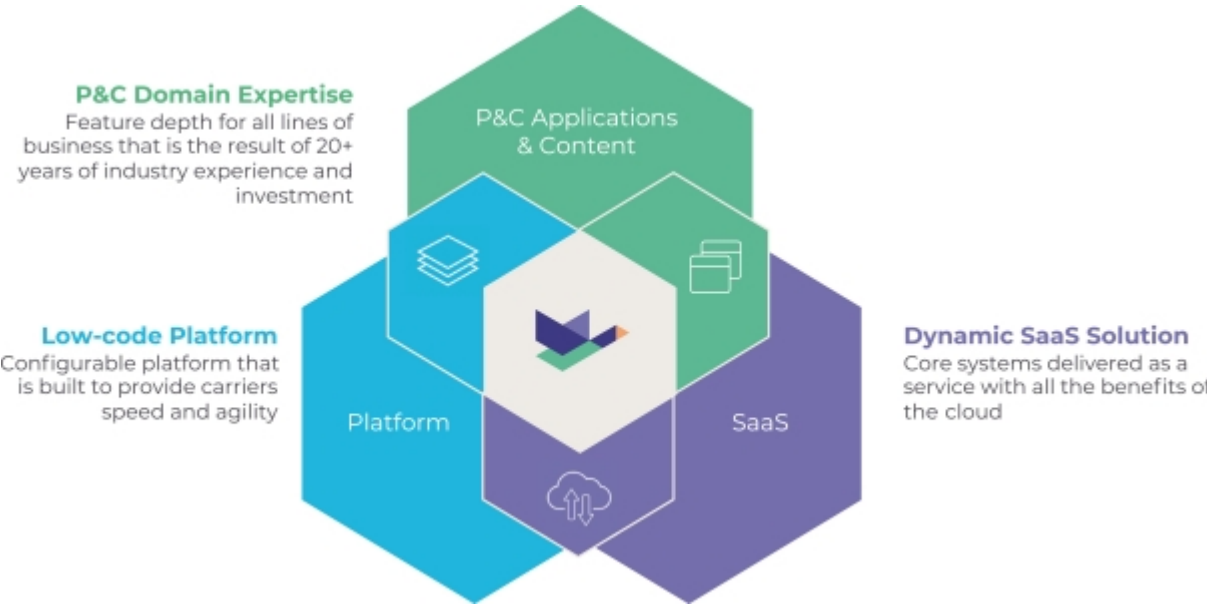 P&C Domain Expertise
Feature depth for all lines of
business that is the result of 20+
years of industry experience and
investment
P&C Applications
& Content
Low-code Platform
Configurable platform that
is built to provide carriers
speed and agility
Platform
SaaS
Dynamic SaaS Solution
Core systems delivered as a
service with all the benefits of
the cloud